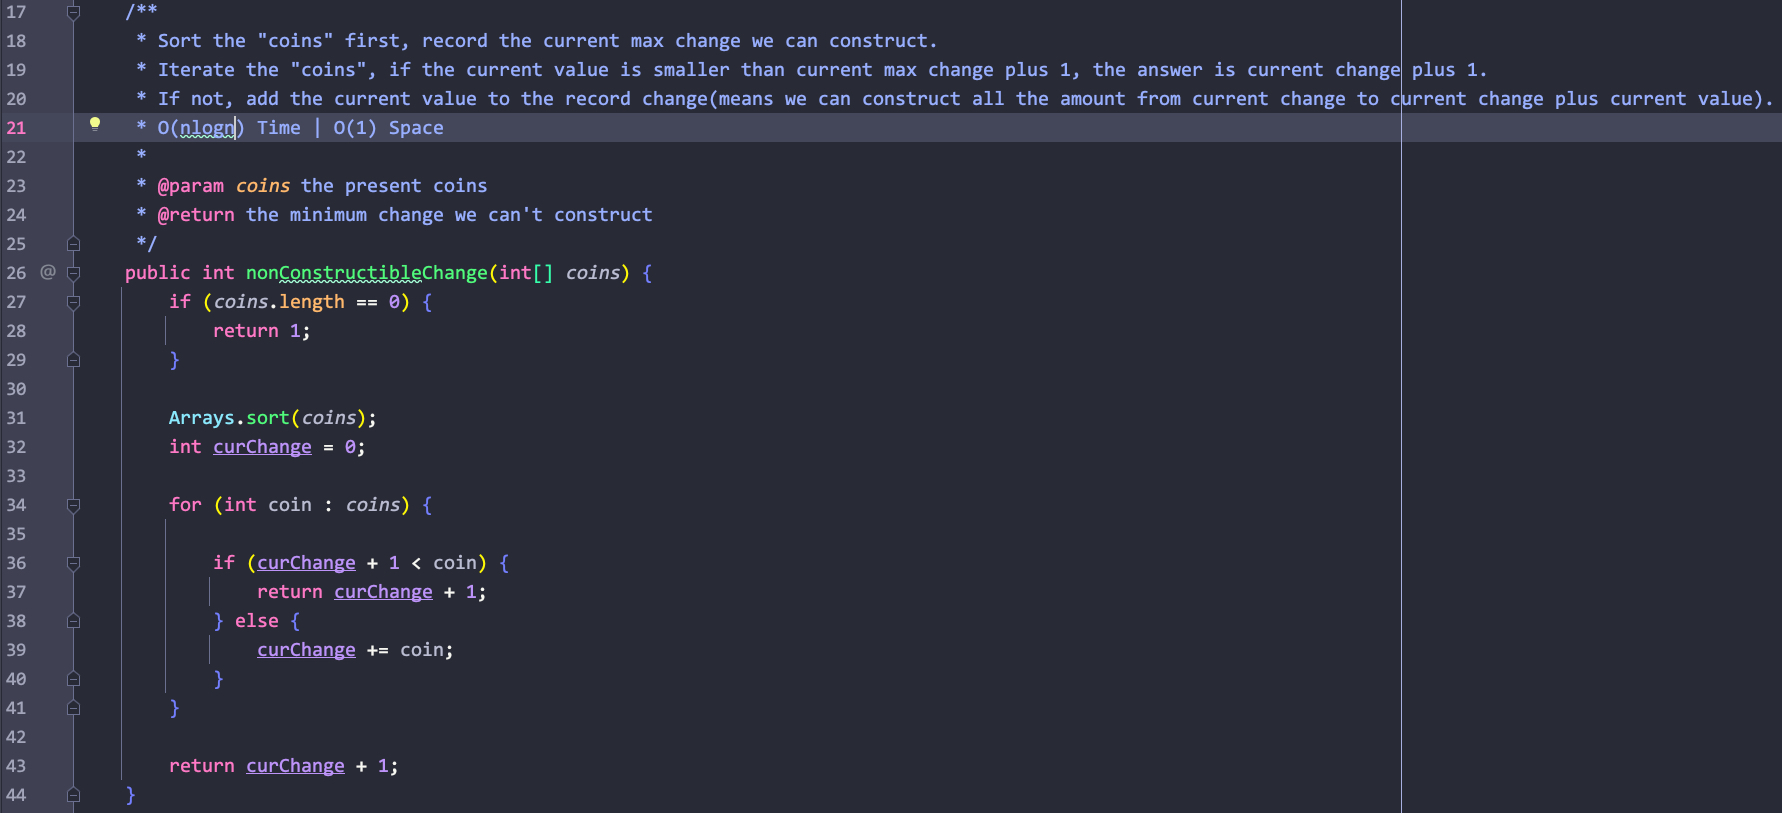 17 /**
18 * Sort the "coins" first, record the current max change we can construct.
19 * Iterate the "coins", if the current value is smaller than current max change plus 1, the answer is current change plus 1.
20 * If not, add the current value to the record change(means we can construct all the amount from current change to current change plus current value).
21 * O(nlogn) Time | O(1) Space
22 *
23 * @param coins the present coins
24 * @return the minimum change we can't construct
25 */
26 @ public int nonConstructibleChange(int[] coins) {
27 if (coins.length == 0) {
28 return 1;
29 }
30
31 Arrays.sort(coins);
32 int curChange = 0;
33
34 for (int coin : coins) {
35
36 if (curChange + 1 < coin) {
37 return curChange + 1;
38 } else {
39 curChange += coin;
40 }
41 }
42
43 return curChange + 1;
44 }